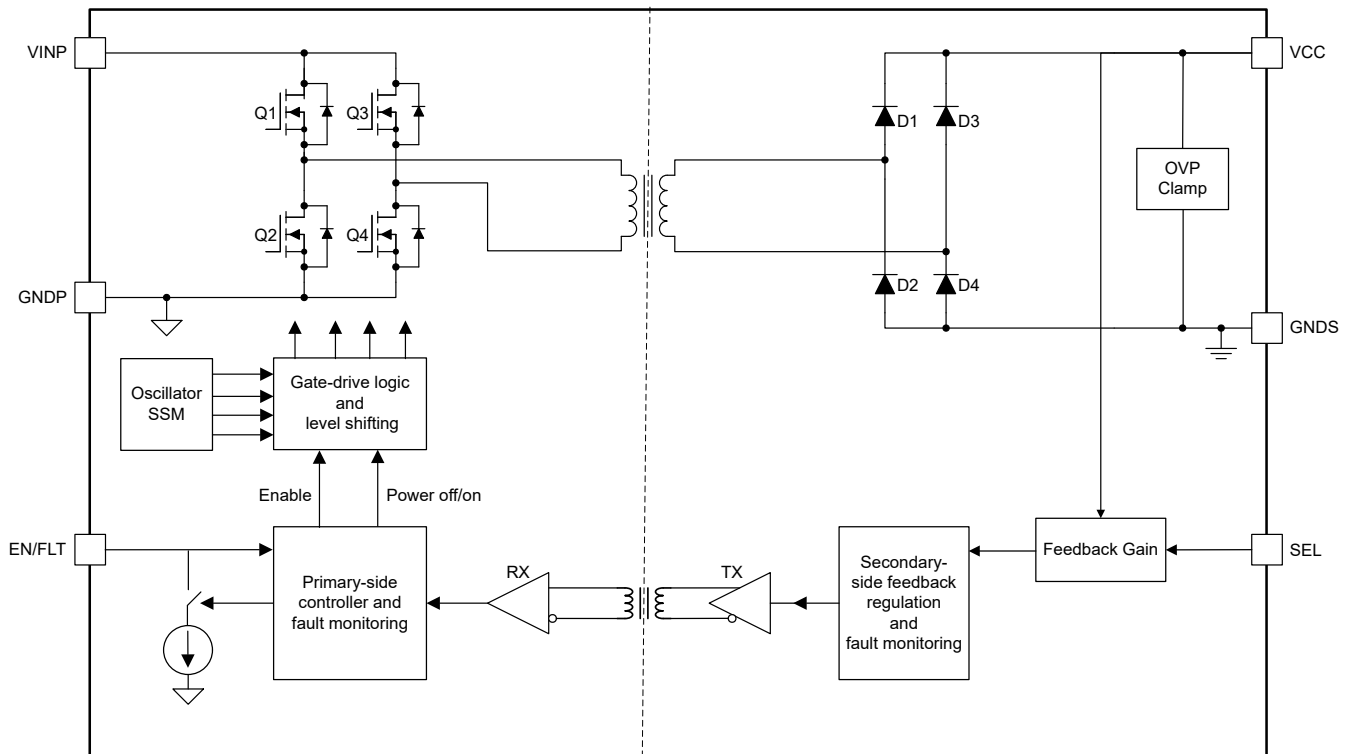 VINP
VCC
Q1
Q3
D1
D3
OVP
Clamp
Q2
Q4
D2
D4
GNDP
GNDS
Oscillator
SSM
Gate-drive logic
and
level shifting
Enable
Power off/on
EN/FLT
SEL
Primary-side
controller and
fault monitoring
RX
TX
Secondary-
side feedback
regulation
and
fault monitoring
Feedback Gain